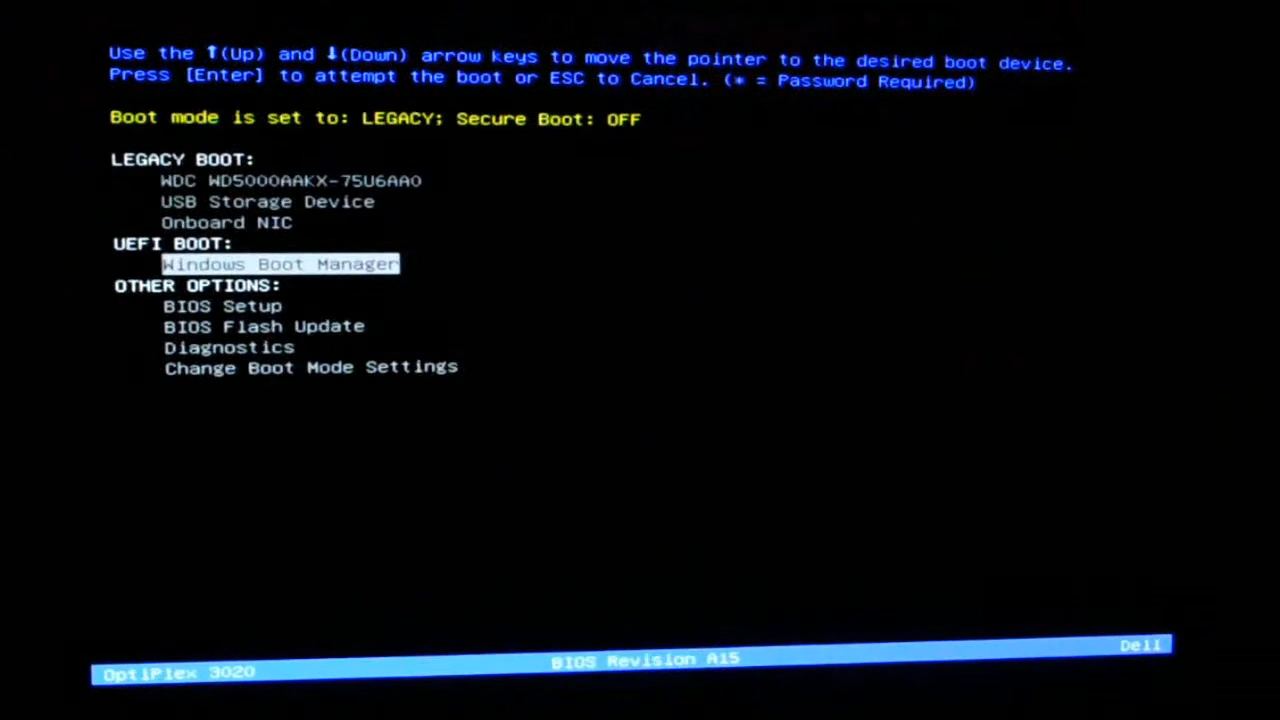 Use the ↑(Up) and ↓(Down) arrow keys to move the pointer to the desired boot device.
Press [Enter] to attempt the boot or ESC to Cancel. (* = Password Required)
Boot mode is set to: LEGACY; Secure Boot: OFF
LEGACY BOOT:
WDC WD5000AAKX-75U6AA0
USB Storage Device
Onboard NIC
UEFI BOOT:
Windows Boot Manager
OTHER OPTIONS:
BIOS Setup
BIOS Flash Update
Diagnostics
Change Boot Mode Settings
OptiPlex 3020 BIOS Revision A15 Dell